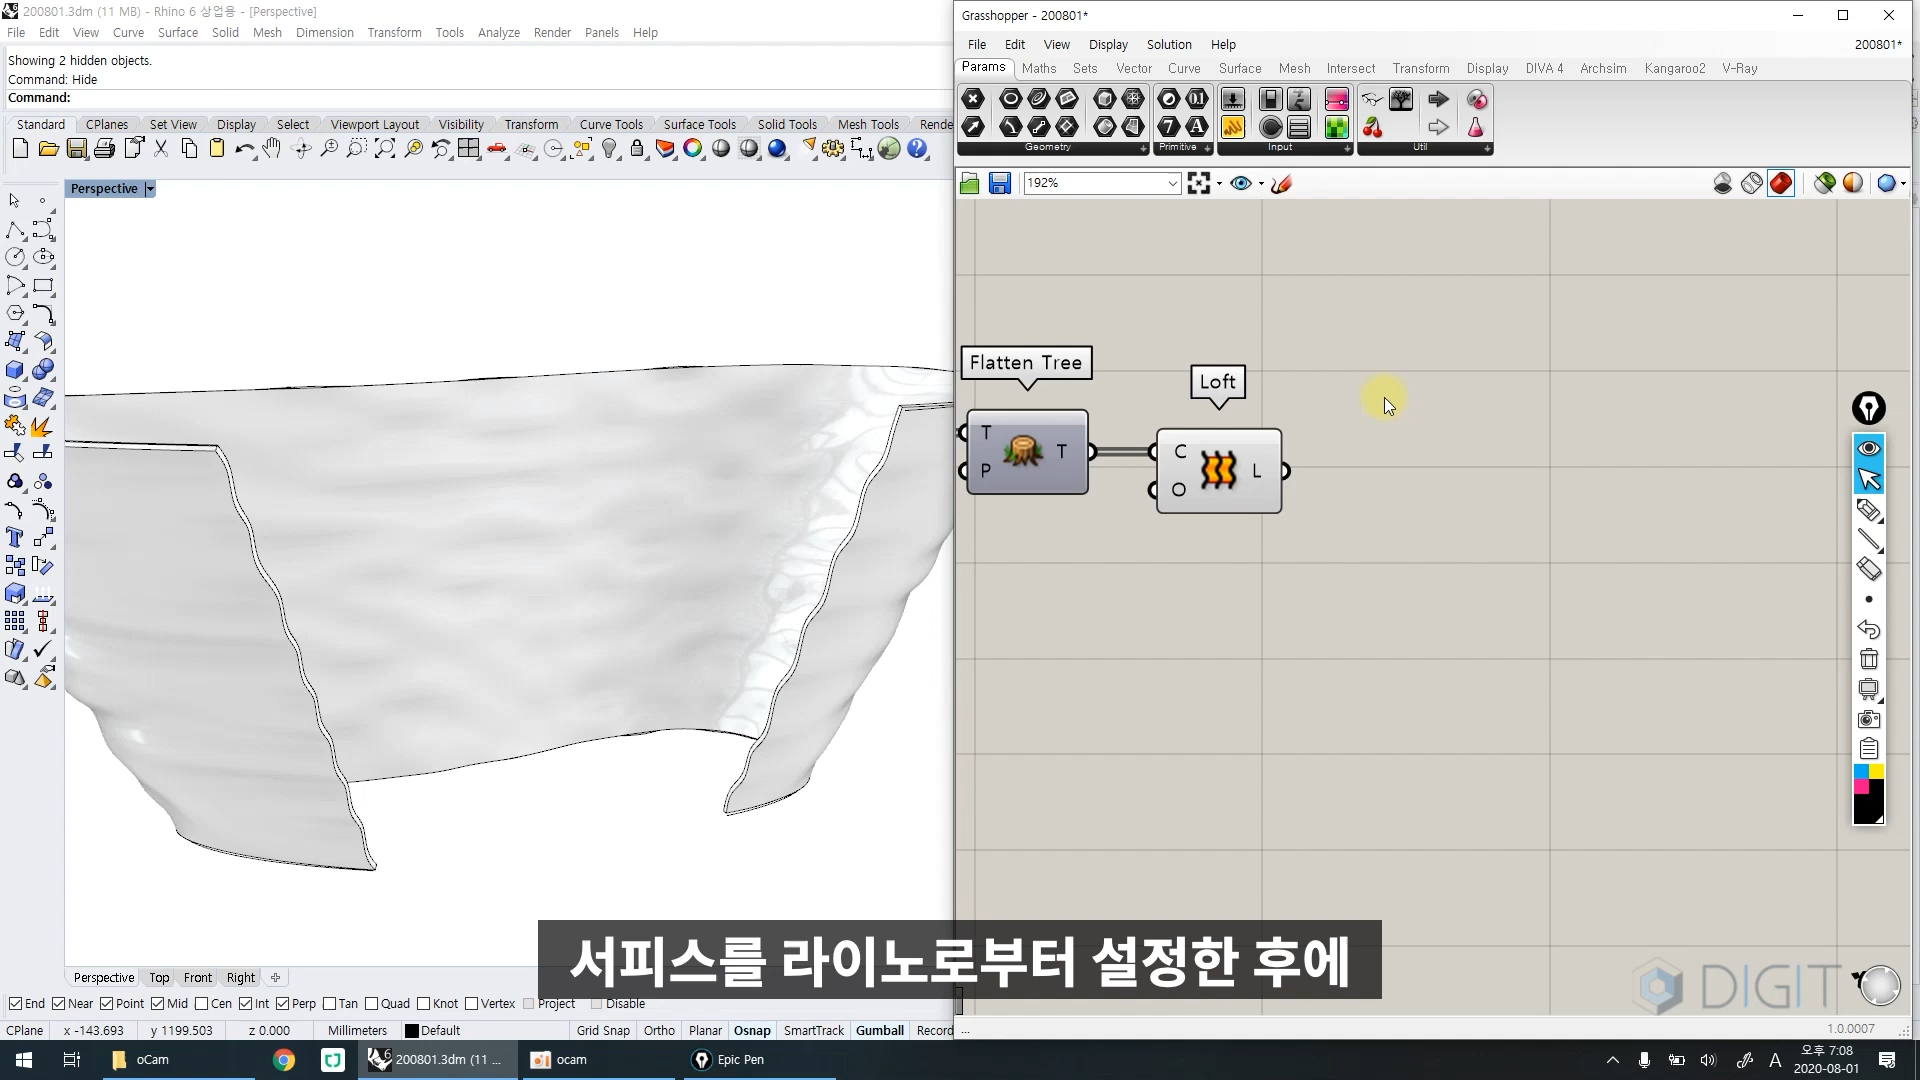 200801.3dm (11 MB) - Rhino 6 상업용 - [Perspective]
File Edit View Curve Surface Solid Mesh Dimension Transform Tools Analyze Render Panels Help
Showing 2 hidden objects.
Command: Hide
Command:
Standard CPlanes Set View Display Select Viewport Layout Visibility Transform Curve Tools Surface Tools Solid Tools Mesh Tools Rende
Perspective
Grasshopper - 200801*
File Edit View Display Solution Help 200801*
Params Maths Sets Vector Curve Surface Mesh Intersect Transform Display DIVA 4 Archsim Kangaroo2 V-Ray
Geometry Primitive Input Util
192%
Flatten Tree
Loft
T P T
C O L
서피스를 라이노로부터 설정한 후에
DIGIT
Perspective Top Front Right
End Near Point Mid Cen Int Perp Tan Quad Knot Vertex Project Disable
CPlane x -143.693 y 1199.503 z 0.000 Millimeters Default Grid Snap Ortho Planar Osnap SmartTrack Gumball Record
... 1.0.0007
oCam 200801.3dm (11 ... ocam Epic Pen A 오후 7:08
2020-08-01